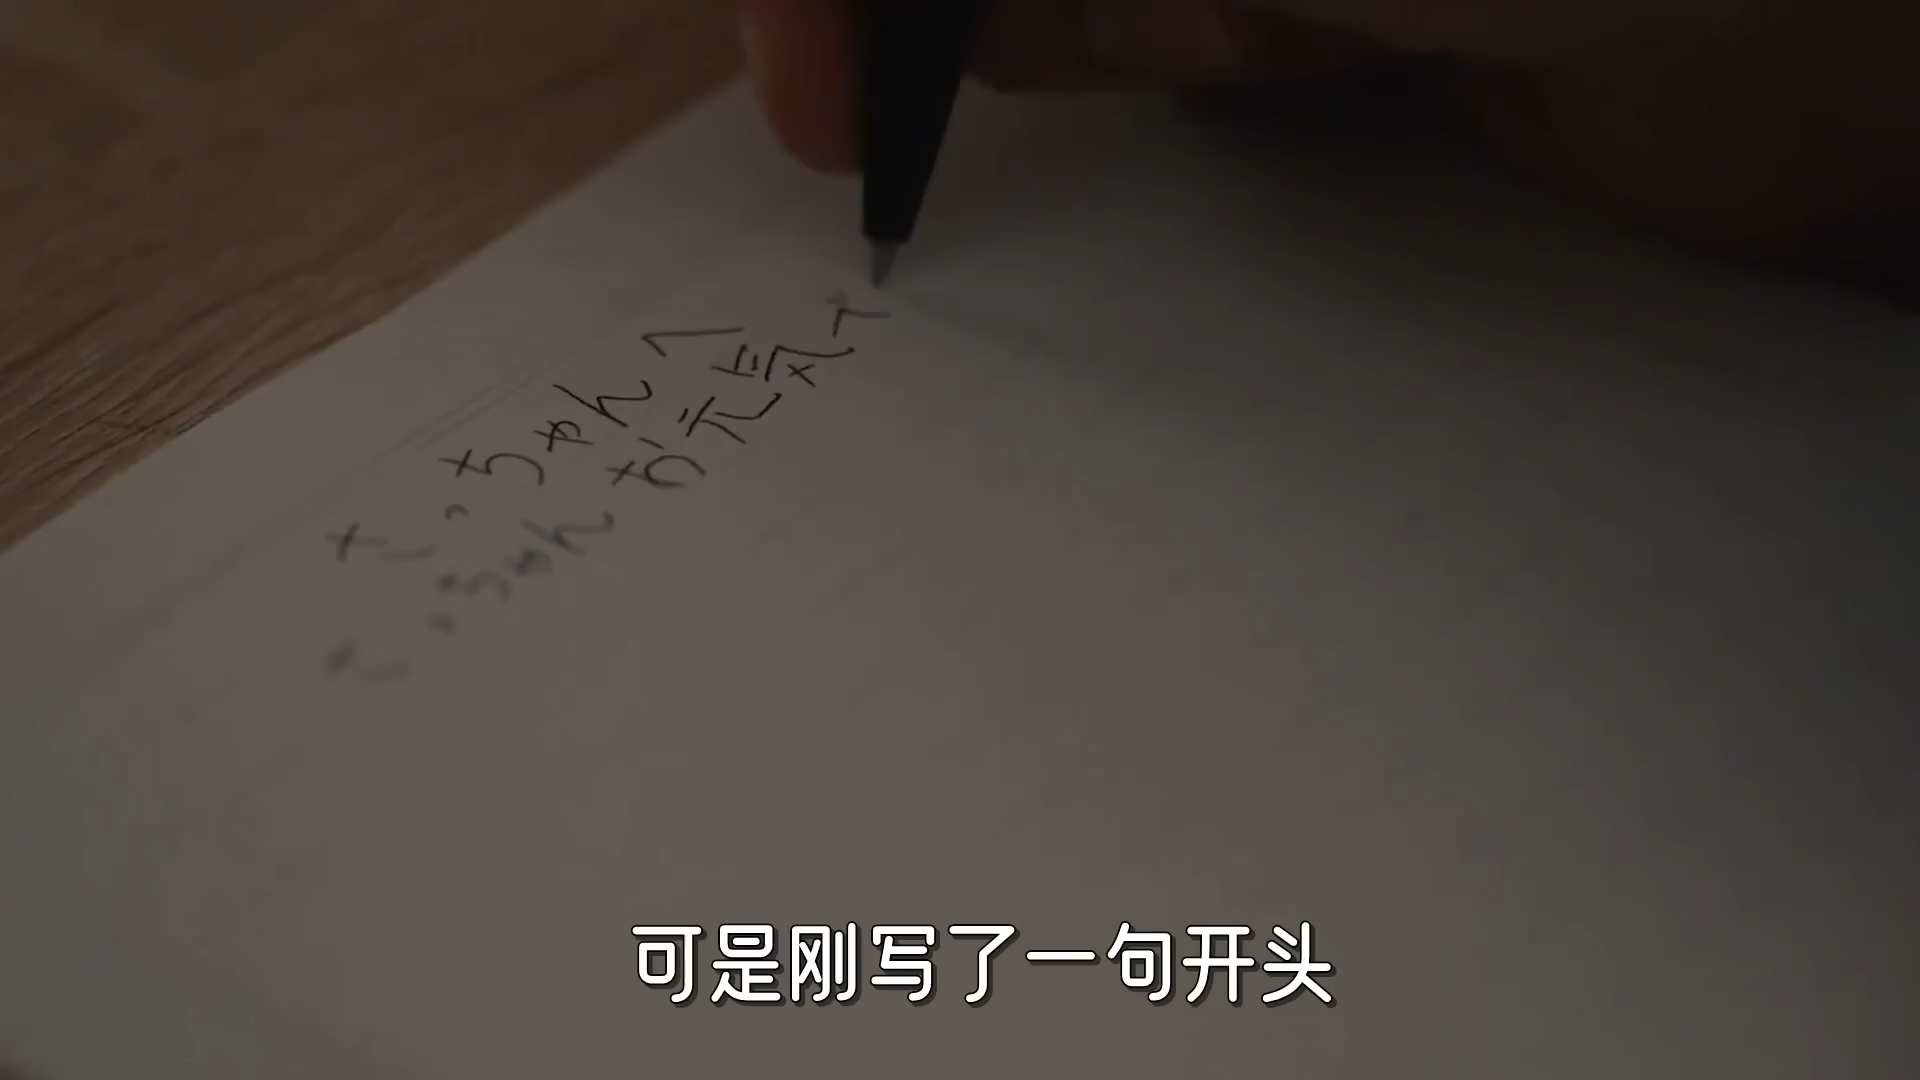 たっちゃんへ
たっちゃんお元気
可是刚写了一句开头